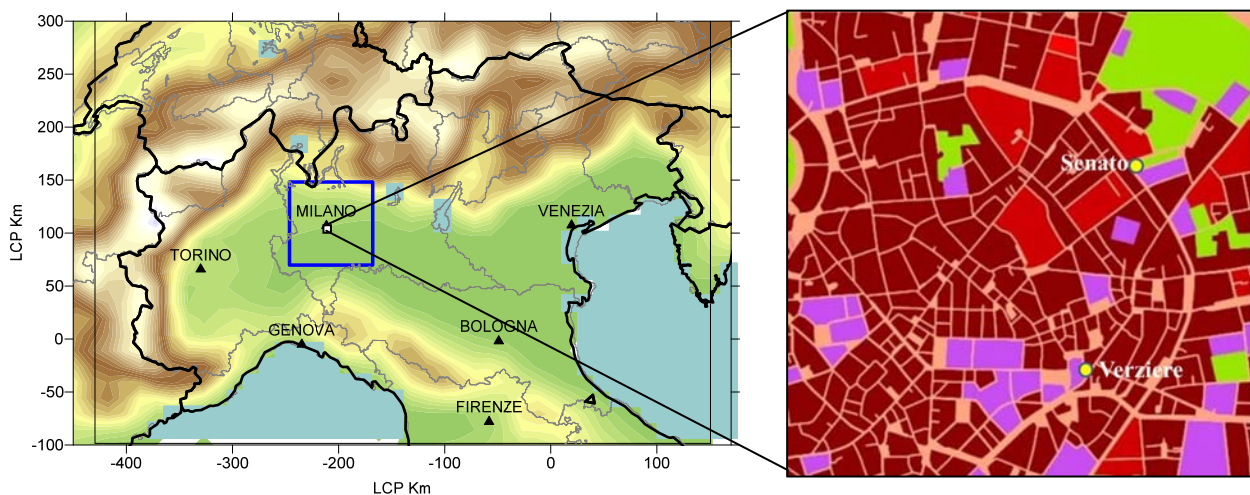 300
250
200
150
100
50
0
-50
-100
LCP Km
-400
-300
-200
-100
0
100
LCP Km
MILANO
VENEZIA
TORINO
GENOVA
BOLOGNA
FIRENZE
Senato
Verziere